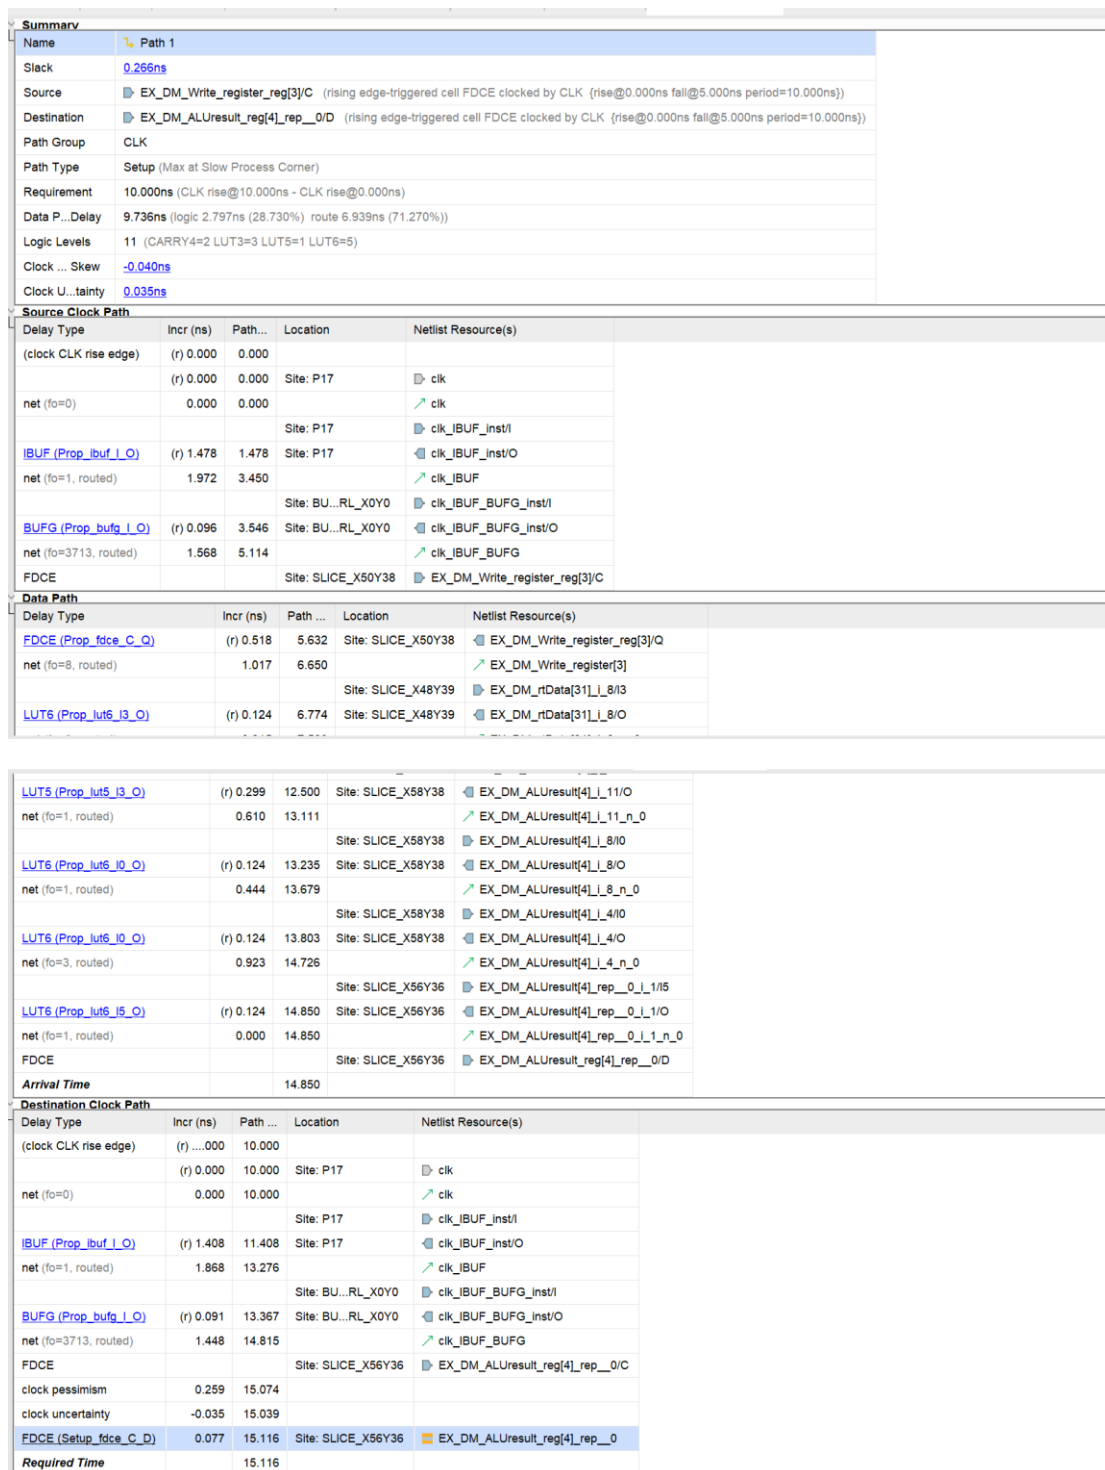 Summary
Name Path 1
Slack 0.266ns
Source EX_DM_Write_register_reg[3]/C (rising edge-triggered cell FDCE clocked by CLK {rise@0.000ns fall@5.000ns period=10.000ns})
Destination EX_DM_ALUresult_reg[4]_rep__0/D (rising edge-triggered cell FDCE clocked by CLK {rise@0.000ns fall@5.000ns period=10.000ns})
Path Group CLK
Path Type Setup (Max at Slow Process Corner)
Requirement 10.000ns (CLK rise@10.000ns - CLK rise@0.000ns)
Data P...Delay 9.736ns (logic 2.797ns (28.730%) route 6.939ns (71.270%))
Logic Levels 11 (CARRY4=2 LUT3=3 LUT5=1 LUT6=5)
Clock ... Skew -0.040ns
Clock U...tainty 0.035ns
Source Clock Path
Delay Type Incr (ns) Path... Location Netlist Resource(s)
(clock CLK rise edge) (r) 0.000 0.000
(r) 0.000 0.000 Site: P17 clk
net (fo=0) 0.000 0.000 clk
Site: P17 clk_IBUF_inst/I
IBUF (Prop_ibuf_I_O) (r) 1.478 1.478 Site: P17 clk_IBUF_inst/O
net (fo=1, routed) 1.972 3.450 clk_IBUF
Site: BU...RL_X0Y0 clk_IBUF_BUFG_inst/I
BUFG (Prop_bufg_I_O) (r) 0.096 3.546 Site: BU...RL_X0Y0 clk_IBUF_BUFG_inst/O
net (fo=3713, routed) 1.568 5.114 clk_IBUF_BUFG
FDCE Site: SLICE_X50Y38 EX_DM_Write_register_reg[3]/C
Data Path
Delay Type Incr (ns) Path ... Location Netlist Resource(s)
FDCE (Prop_fdce_C_Q) (r) 0.518 5.632 Site: SLICE_X50Y38 EX_DM_Write_register_reg[3]/Q
net (fo=8, routed) 1.017 6.650 EX_DM_Write_register[3]
Site: SLICE_X48Y39 EX_DM_rtData[31]_i_8/I3
LUT6 (Prop_lut6_I3_O) (r) 0.124 6.774 Site: SLICE_X48Y39 EX_DM_rtData[31]_i_8/O
LUT5 (Prop_lut5_I3_O) (r) 0.299 12.500 Site: SLICE_X58Y38 EX_DM_ALUresult[4]_i_11/O
net (fo=1, routed) 0.610 13.111 EX_DM_ALUresult[4]_i_11_n_0
Site: SLICE_X58Y38 EX_DM_ALUresult[4]_i_8/I0
LUT6 (Prop_lut6_I0_O) (r) 0.124 13.235 Site: SLICE_X58Y38 EX_DM_ALUresult[4]_i_8/O
net (fo=1, routed) 0.444 13.679 EX_DM_ALUresult[4]_i_8_n_0
Site: SLICE_X58Y38 EX_DM_ALUresult[4]_i_4/I0
LUT6 (Prop_lut6_I0_O) (r) 0.124 13.803 Site: SLICE_X58Y38 EX_DM_ALUresult[4]_i_4/O
net (fo=3, routed) 0.923 14.726 EX_DM_ALUresult[4]_i_4_n_0
Site: SLICE_X56Y36 EX_DM_ALUresult[4]_rep__0_i_1/I5
LUT6 (Prop_lut6_I5_O) (r) 0.124 14.850 Site: SLICE_X56Y36 EX_DM_ALUresult[4]_rep__0_i_1/O
net (fo=1, routed) 0.000 14.850 EX_DM_ALUresult[4]_rep__0_i_1_n_0
FDCE Site: SLICE_X56Y36 EX_DM_ALUresult_reg[4]_rep__0/D
Arrival Time 14.850
Destination Clock Path
Delay Type Incr (ns) Path ... Location Netlist Resource(s)
(clock CLK rise edge) (r) ....000 10.000
(r) 0.000 10.000 Site: P17 clk
net (fo=0) 0.000 10.000 clk
Site: P17 clk_IBUF_inst/I
IBUF (Prop_ibuf_I_O) (r) 1.408 11.408 Site: P17 clk_IBUF_inst/O
net (fo=1, routed) 1.868 13.276 clk_IBUF
Site: BU...RL_X0Y0 clk_IBUF_BUFG_inst/I
BUFG (Prop_bufg_I_O) (r) 0.091 13.367 Site: BU...RL_X0Y0 clk_IBUF_BUFG_inst/O
net (fo=3713, routed) 1.448 14.815 clk_IBUF_BUFG
FDCE Site: SLICE_X56Y36 EX_DM_ALUresult_reg[4]_rep__0/C
clock pessimism 0.259 15.074
clock uncertainty -0.035 15.039
FDCE (Setup_fdce_C_D) 0.077 15.116 Site: SLICE_X56Y36 EX_DM_ALUresult_reg[4]_rep__0
Required Time 15.116